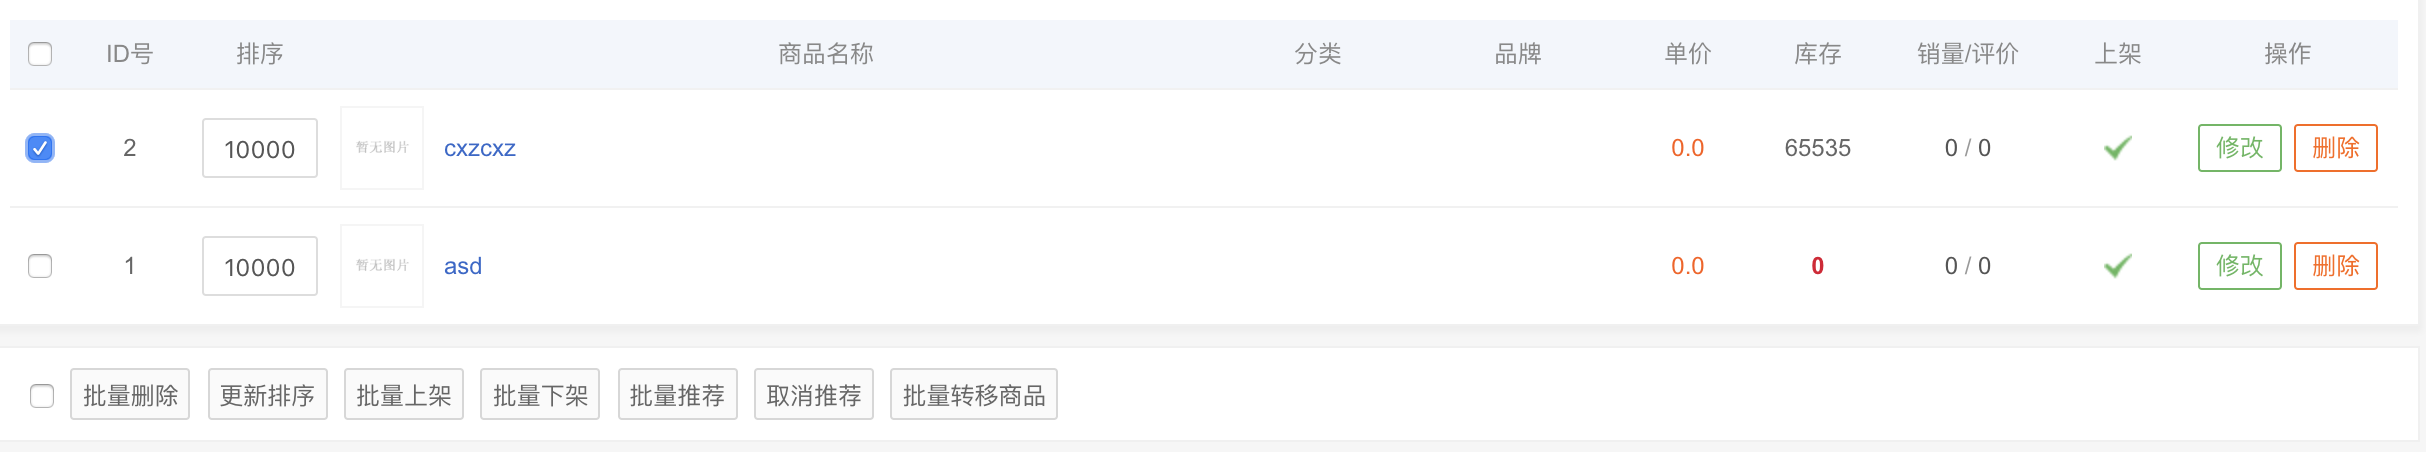 ID号 排序 商品名称 分类 品牌 单价 库存 销量/评价 上架 操作
2 10000 暂无图片 cxzcxz 0.0 65535 0 / 0 修改 删除
1 10000 暂无图片 asd 0.0 0 0 / 0 修改 删除
批量删除 更新排序 批量上架 批量下架 批量推荐 取消推荐 批量转移商品